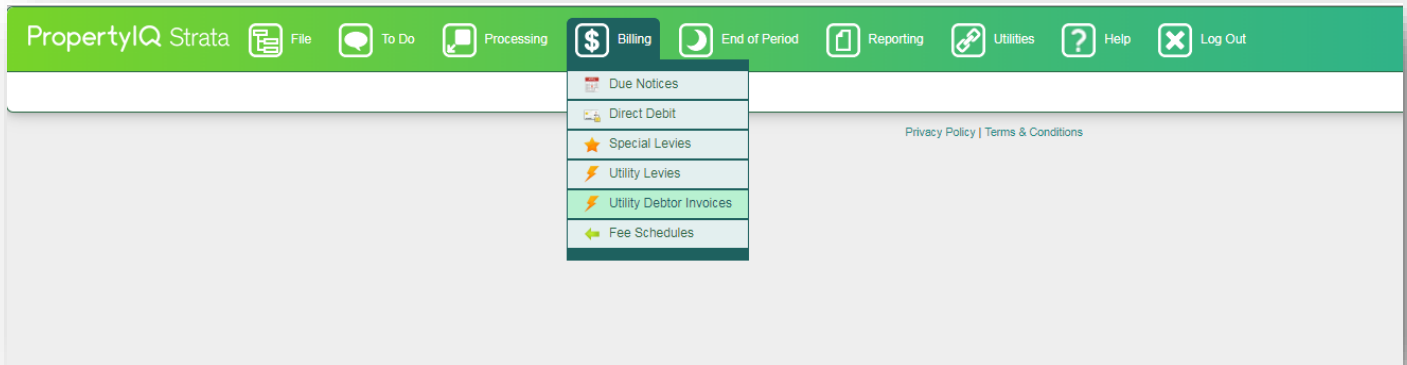 PropertyIQ Strata File To Do Processing Billing End of Period Reporting Utilities Help Log Out
Due Notices
Direct Debit
Special Levies
Utility Levies
Utility Debtor Invoices
Fee Schedules
Privacy Policy | Terms & Conditions